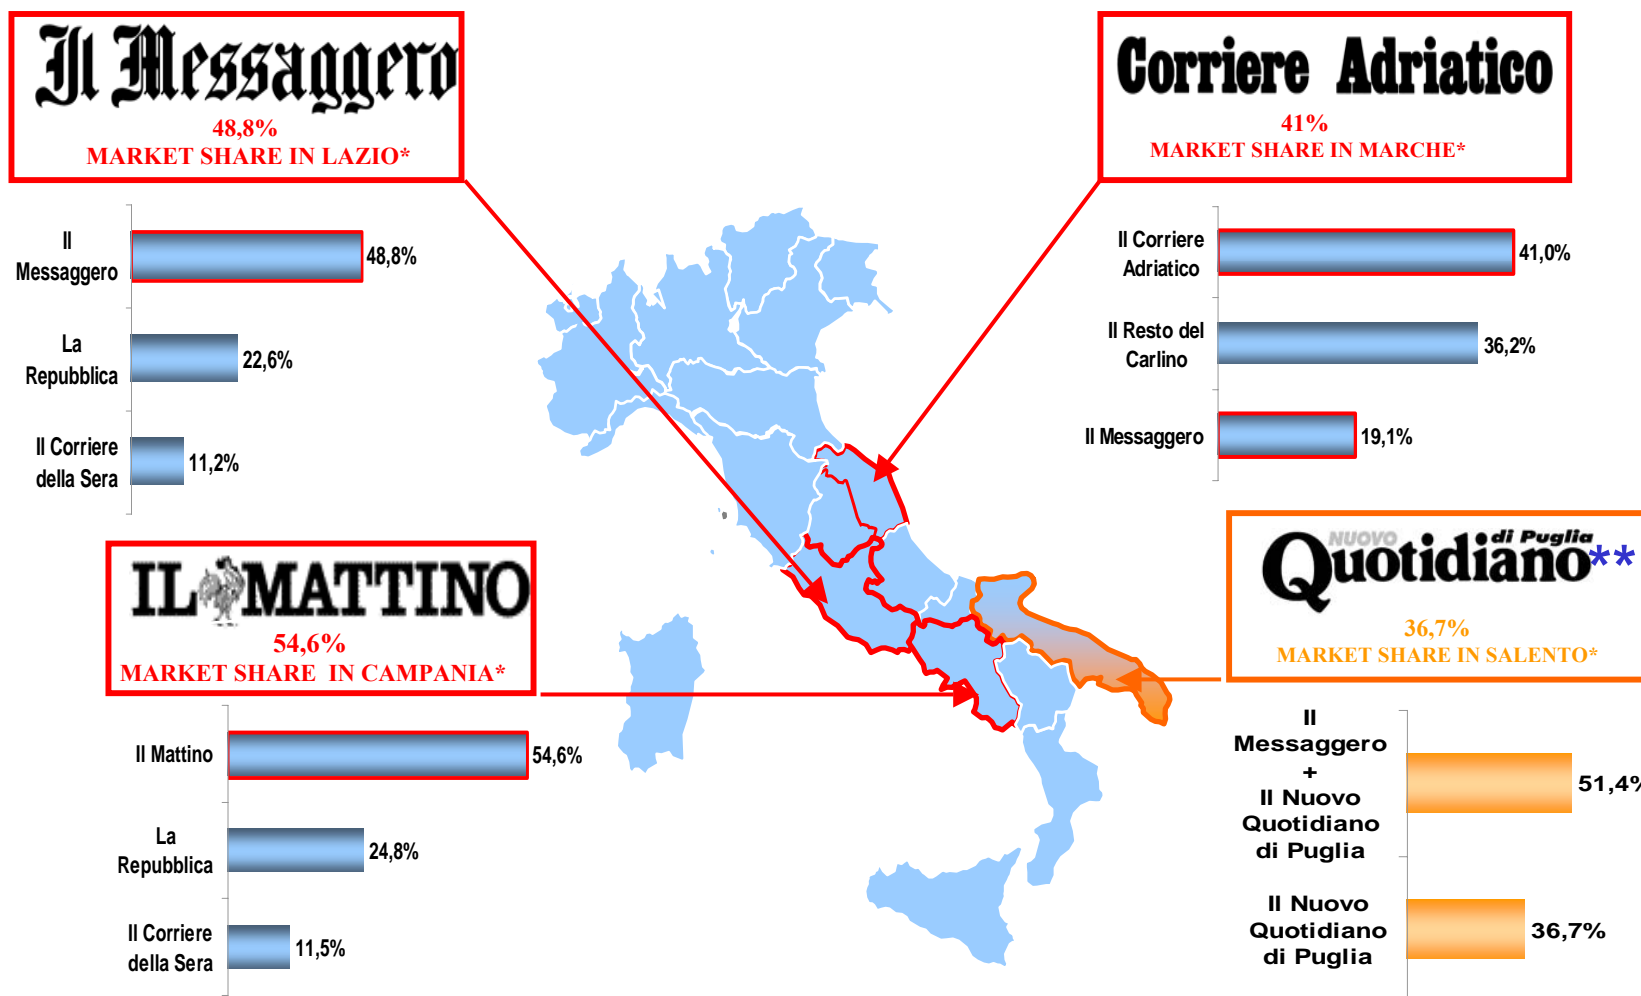 Il Messaggero
48,8%
MARKET SHARE IN LAZIO*
Il
Messaggero
48,8%
La
Repubblica
22,6%
Il Corriere
della Sera
11,2%
Corriere Adriatico
41%
MARKET SHARE IN MARCHE*
Il Corriere
Adriatico
41,0%
Il Resto del
Carlino
36,2%
Il Messaggero
19,1%
IL MATTINO
54,6%
MARKET SHARE IN CAMPANIA*
Il Mattino
54,6%
La
Repubblica
24,8%
Il Corriere
della Sera
11,5%
NUOVO
di Puglia
Quotidiano**
36,7%
MARKET SHARE IN SALENTO*
Il
Messaggero
+
Il Nuovo
Quotidiano
di Puglia
51,4%
Il Nuovo
Quotidiano
di Puglia
36,7%